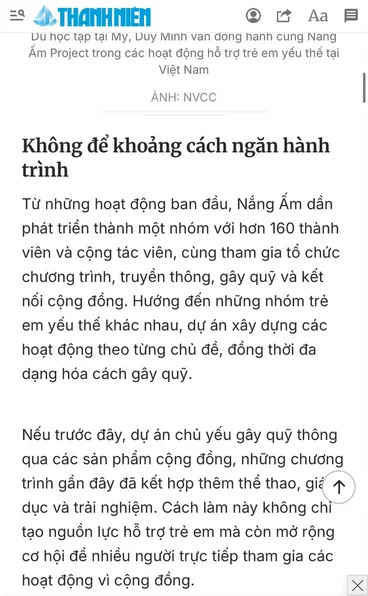 THANH NIÊN
Aa
Dù học tập tại Mỹ, Duy Minh vẫn đồng hành cùng Nắng
Ấm Project trong các hoạt động hỗ trợ trẻ em yếu thế tại
Việt Nam
ẢNH: NVCC
Không để khoảng cách ngăn hành
trình
Từ những hoạt động ban đầu, Nắng Ấm dần
phát triển thành một nhóm với hơn 160 thành
viên và cộng tác viên, cùng tham gia tổ chức
chương trình, truyền thông, gây quỹ và kết
nối cộng đồng. Hướng đến những nhóm trẻ
em yếu thế khác nhau, dự án xây dựng các
hoạt động theo từng chủ đề, đồng thời đa
dạng hóa cách gây quỹ.
Nếu trước đây, dự án chủ yếu gây quỹ thông
qua các sản phẩm cộng đồng, những chương
trình gần đây đã kết hợp thêm thể thao, giá
dục và trải nghiệm. Cách làm này không chỉ
tạo nguồn lực hỗ trợ trẻ em mà còn mở rộng
cơ hội để nhiều người trực tiếp tham gia các
hoạt động vì cộng đồng.